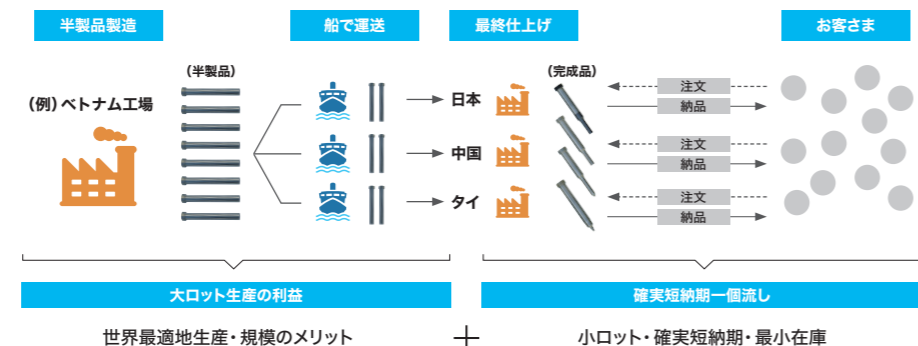 半製品製造
船で運送
最終仕上げ
お客さま
(半製品)
(完成品)
(例)ベトナム工場
日本
注文
納品
中国
注文
納品
タイ
注文
納品
大ロット生産の利益
確実短納期一個流し
世界最適地生産・規模のメリット
+
小ロット・確実短納期・最小在庫